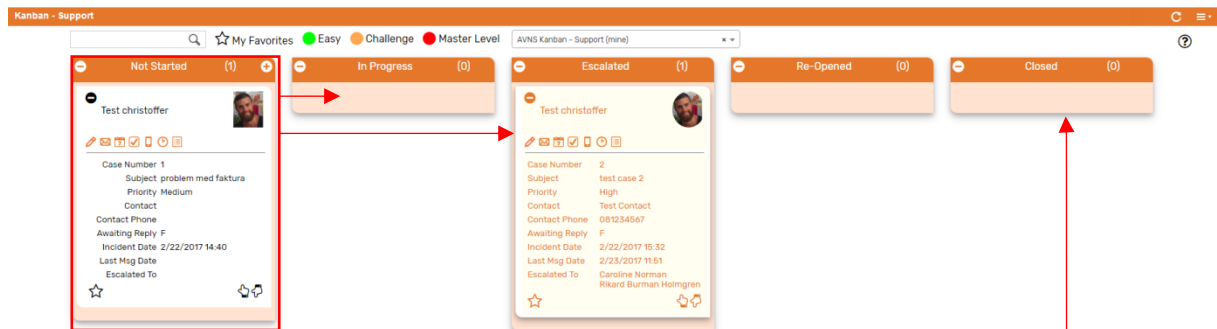 Kanban - Support
My Favorites Easy Challenge Master Level AVNS Kanban - Support (mine)
Not Started (1)
In Progress (0)
Escalated (1)
Re-Opened (0)
Closed (0)
Test christoffer
Case Number 1
Subject problem med faktura
Priority Medium
Contact
Contact Phone
Awaiting Reply F
Incident Date 2/22/2017 14:40
Last Msg Date
Escalated To
Test christoffer
Case Number 2
Subject test case 2
Priority High
Contact Test Contact
Contact Phone 081234567
Awaiting Reply F
Incident Date 2/22/2017 15:32
Last Msg Date 2/23/2017 11:51
Escalated To Caroline Norman
Rikard Burman Holmgren